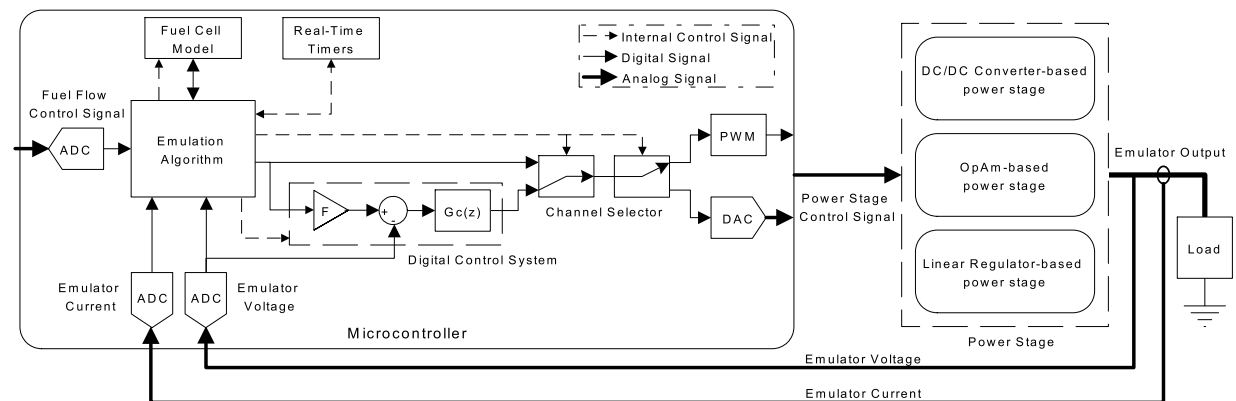 Fuel Cell
Model
Real-Time
Timers
Internal Control Signal
Digital Signal
Analog Signal
Fuel Flow
Control Signal
ADC
Emulation
Algorithm
F
+
-
Gc(z)
Digital Control System
Channel Selector
PWM
DAC
Emulator
Current
ADC
ADC
Emulator
Voltage
Microcontroller
Power Stage
Control Signal
DC/DC Converter-based
power stage
OpAm-based
power stage
Linear Regulator-based
power stage
Power Stage
Emulator Output
Load
Emulator Voltage
Emulator Current